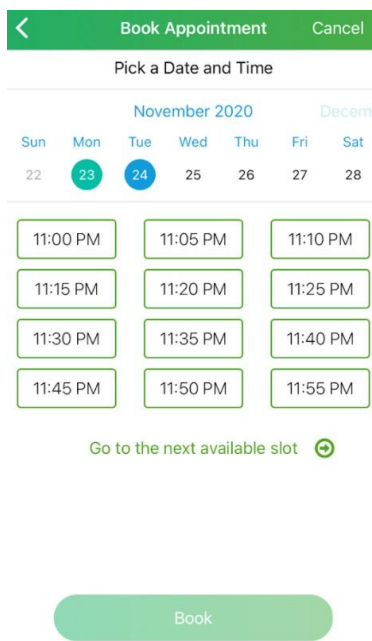 Book Appointment Cancel
Pick a Date and Time
November 2020 Decem
Sun Mon Tue Wed Thu Fri Sat
22 23 24 25 26 27 28
11:00 PM 11:05 PM 11:10 PM
11:15 PM 11:20 PM 11:25 PM
11:30 PM 11:35 PM 11:40 PM
11:45 PM 11:50 PM 11:55 PM
Go to the next available slot
Book